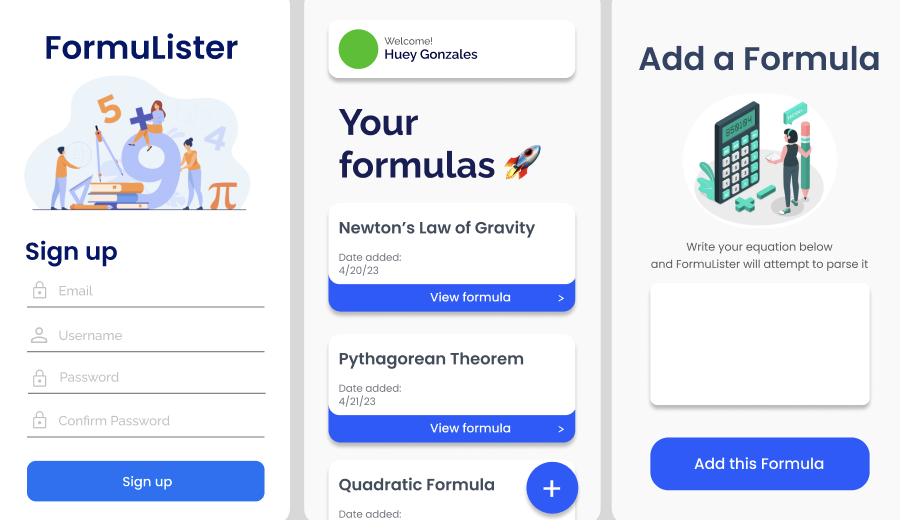 FormuLister
5
+
9
4
π
Sign up
Email
Username
Password
Confirm Password
Sign up
Welcome!
Huey Gonzales
Your
formulas 🚀
Newton's Law of Gravity
Date added:
4/20/23
View formula >
Pythagorean Theorem
Date added:
4/21/23
View formula >
Quadratic Formula
Date added:
+
Add a Formula
Write your equation below
and FormuLister will attempt to parse it
Add this Formula